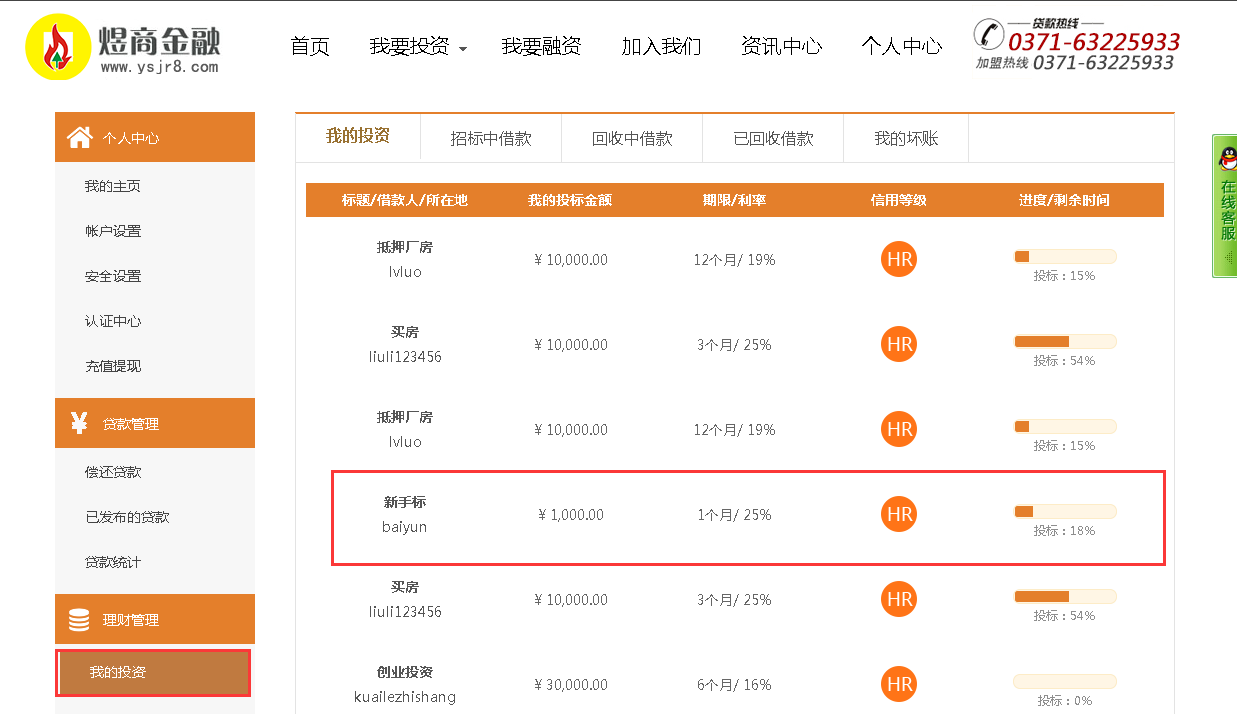 煜商金融
www.ysjr8.com
首页 我要投资 我要融资 加入我们 资讯中心 个人中心
贷款热线
0371-63225933
加盟热线 0371-63225933
个人中心
我的主页
帐户设置
安全设置
认证中心
充值提现
¥ 贷款管理
偿还贷款
已发布的贷款
贷款统计
理财管理
我的投资
我的投资 招标中借款 回收中借款 已回收借款 我的坏账
标题/借款人/所在地 我的投标金额 期限/利率 信用等级 进度/剩余时间
抵押厂房
lvluo
¥ 10,000.00 12个月/ 19% HR
投标：15%
买房
liuli123456
¥ 10,000.00 3个月/ 25% HR
投标：54%
抵押厂房
lvluo
¥ 10,000.00 12个月/ 19% HR
投标：15%
新手标
baiyun
¥ 1,000.00 1个月/ 25% HR
投标：18%
买房
liuli123456
¥ 10,000.00 3个月/ 25% HR
投标：54%
创业投资
kuailezhishang
¥ 30,000.00 6个月/ 16% HR
投标：0%
在线客服